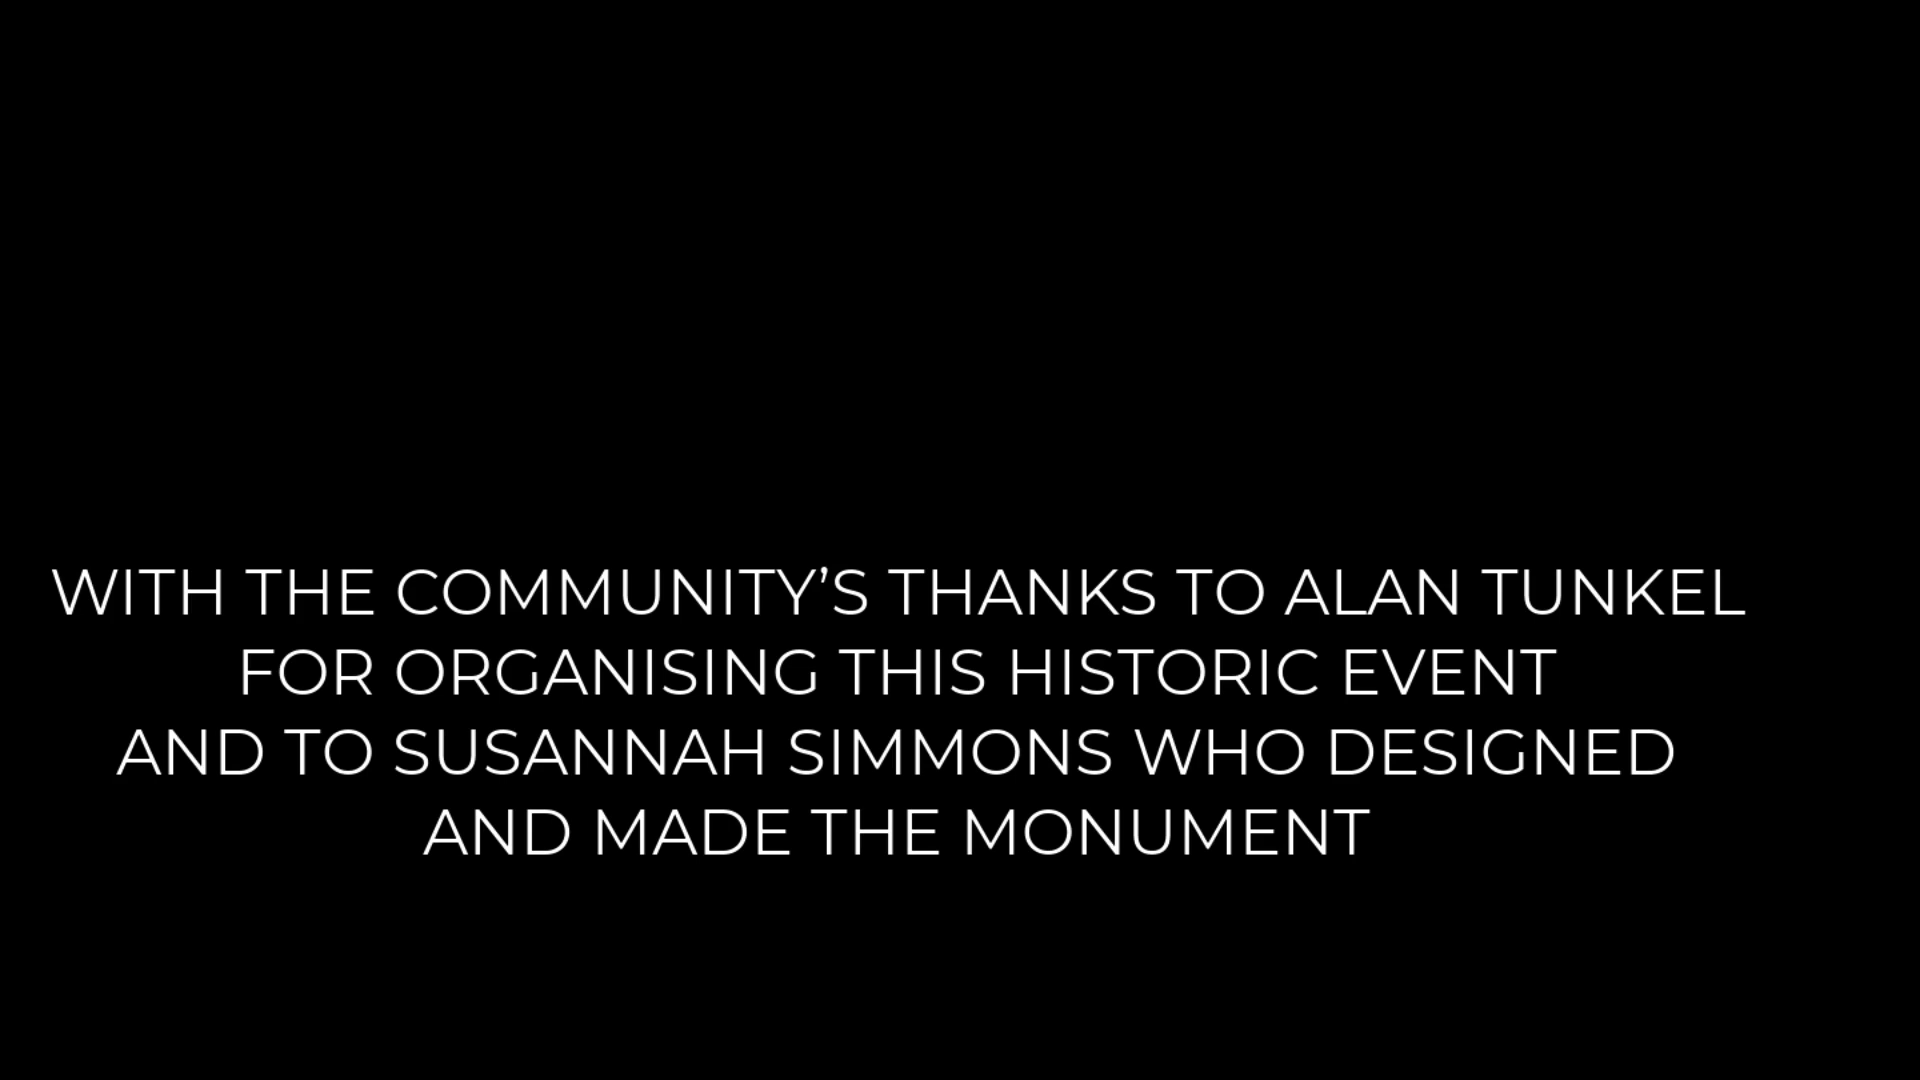 WITH THE COMMUNITY’S THANKS TO ALAN TUNKEL
FOR ORGANISING THIS HISTORIC EVENT
AND TO SUSANNAH SIMMONS WHO DESIGNED
AND MADE THE MONUMENT